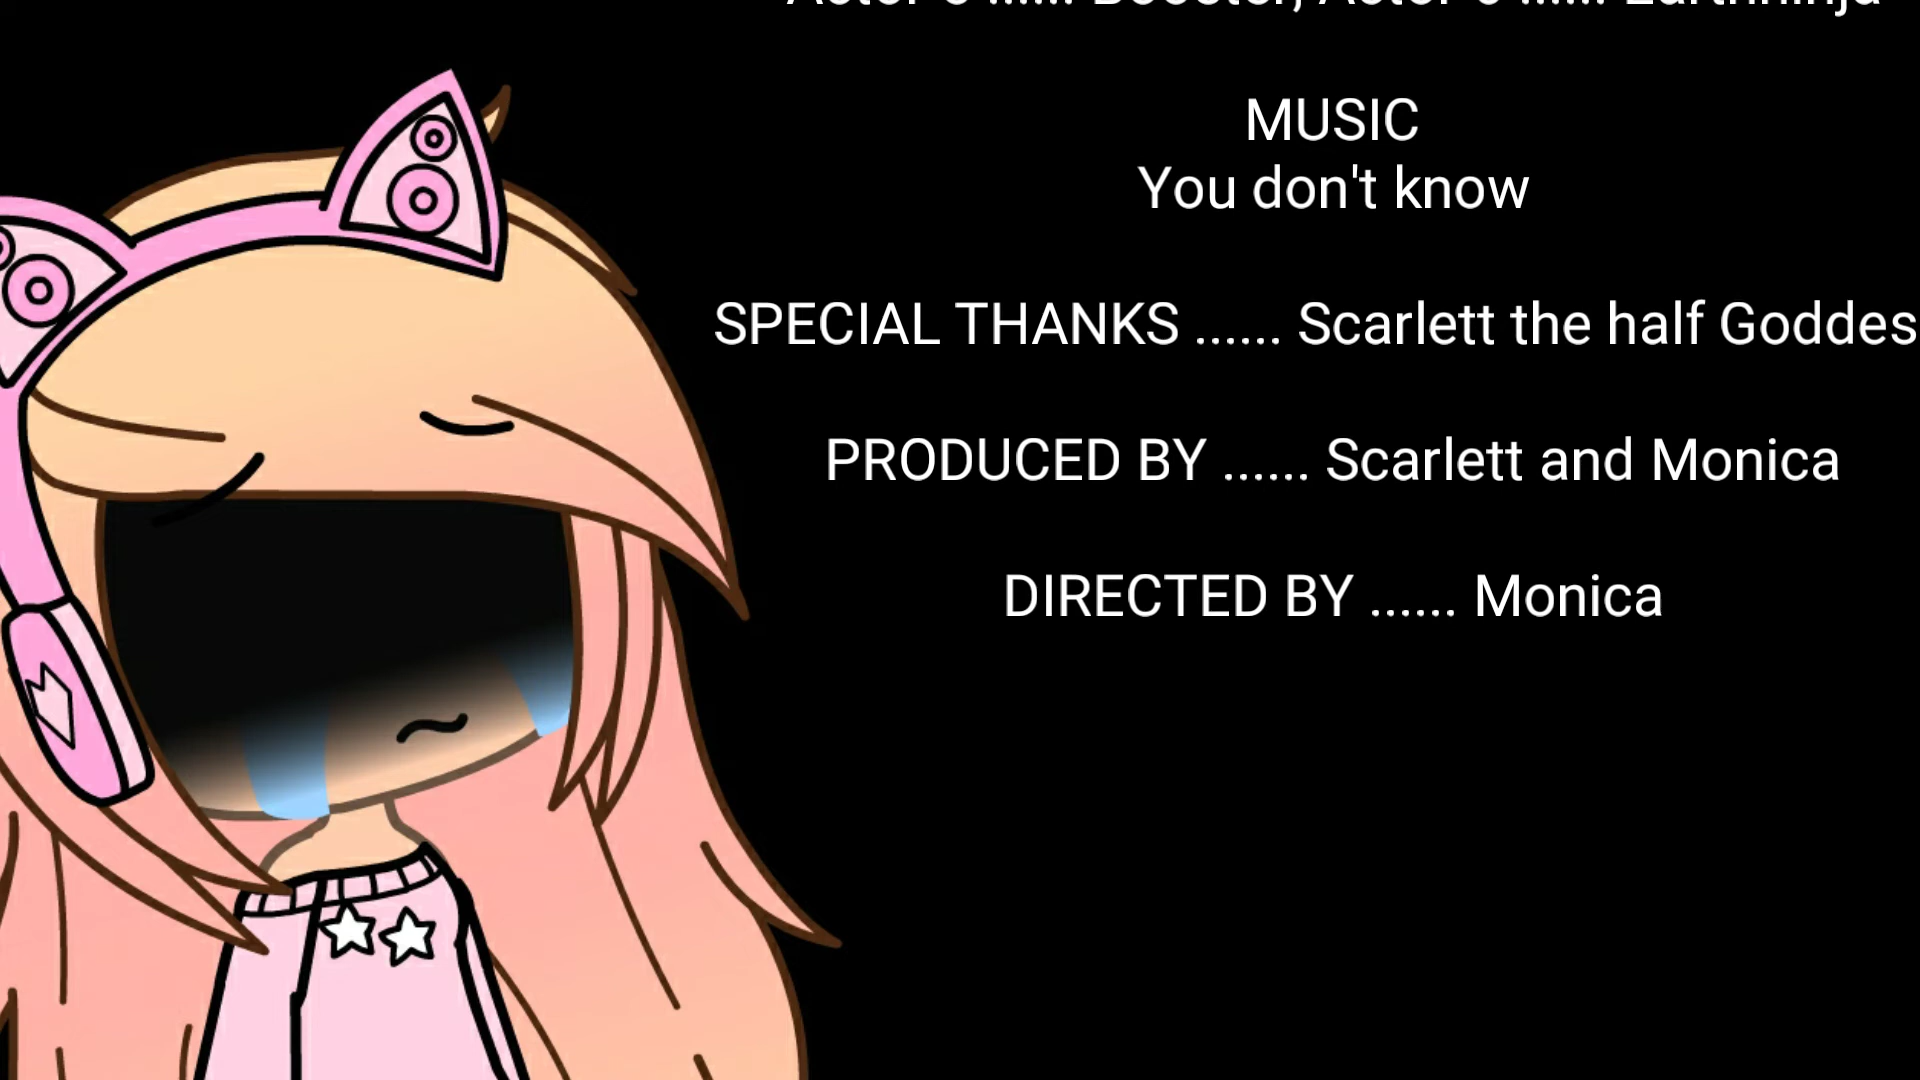 MUSIC
You don't know
SPECIAL THANKS ...... Scarlett the half Goddes
PRODUCED BY ...... Scarlett and Monica
DIRECTED BY ...... Monica